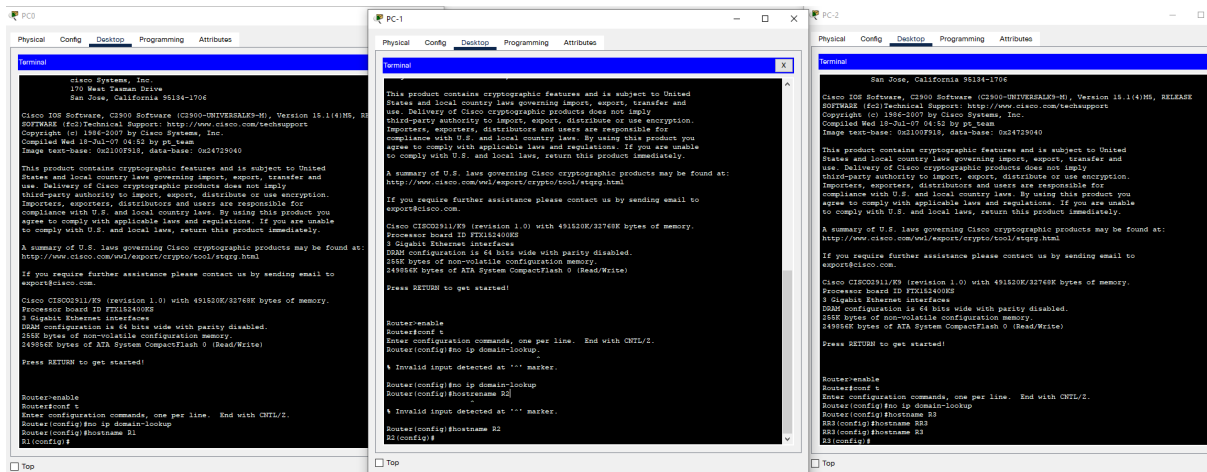 PC0
Physical Config Desktop Programming Attributes
Terminal
cisco Systems, Inc.
170 West Tasman Drive
San Jose, California 95134-1706
Cisco IOS Software, C2900 Software (C2900-UNIVERSALK9-M), Version 15.1(4)M5, RE
SOFTWARE (fc2)Technical Support: http://www.cisco.com/techsupport
Copyright (c) 1986-2007 by Cisco Systems, Inc.
Compiled Wed 18-Jul-07 04:52 by pt_team
Image text-base: 0x2100F918, data-base: 0x24729040
This product contains cryptographic features and is subject to United
States and local country laws governing import, export, transfer and
use. Delivery of Cisco cryptographic products does not imply
third-party authority to import, export, distribute or use encryption.
Importers, exporters, distributors and users are responsible for
compliance with U.S. and local country laws. By using this product you
agree to comply with applicable laws and regulations. If you are unable
to comply with U.S. and local laws, return this product immediately.
A summary of U.S. laws governing Cisco cryptographic products may be found at:
http://www.cisco.com/wwl/export/crypto/tool/stqrg.html
If you require further assistance please contact us by sending email to
export@cisco.com.
Cisco CISCO2911/K9 (revision 1.0) with 491520K/32768K bytes of memory.
Processor board ID FTX152400KS
3 Gigabit Ethernet interfaces
DRAM configuration is 64 bits wide with parity disabled.
255K bytes of non-volatile configuration memory.
249856K bytes of ATA System CompactFlash 0 (Read/Write)
Press RETURN to get started!
Router>enable
Router#conf t
Enter configuration commands, one per line. End with CNTL/Z.
Router(config)#no ip domain-lookup
Router(config)#hostname R1
R1(config)#
Top
PC-1
Physical Config Desktop Programming Attributes
Terminal
X
This product contains cryptographic features and is subject to United
States and local country laws governing import, export, transfer and
use. Delivery of Cisco cryptographic products does not imply
third-party authority to import, export, distribute or use encryption.
Importers, exporters, distributors and users are responsible for
compliance with U.S. and local country laws. By using this product you
agree to comply with applicable laws and regulations. If you are unable
to comply with U.S. and local laws, return this product immediately.
A summary of U.S. laws governing Cisco cryptographic products may be found at:
http://www.cisco.com/wwl/export/crypto/tool/stqrg.html
If you require further assistance please contact us by sending email to
export@cisco.com.
Cisco CISCO2911/K9 (revision 1.0) with 491520K/32768K bytes of memory.
Processor board ID FTX152400KS
3 Gigabit Ethernet interfaces
DRAM configuration is 64 bits wide with parity disabled.
255K bytes of non-volatile configuration memory.
249856K bytes of ATA System CompactFlash 0 (Read/Write)
Press RETURN to get started!
Router>enable
Router#conf t
Enter configuration commands, one per line. End with CNTL/Z.
Router(config)#no ip domain-lookup.
^
% Invalid input detected at '^' marker.
Router(config)#no ip domain-lookup
Router(config)#hostrename R2
^
% Invalid input detected at '^' marker.
Router(config)#hostname R2
R2(config)#
Top
PC-2
Physical Config Desktop Programming Attributes
Terminal
San Jose, California 95134-1706
Cisco IOS Software, C2900 Software (C2900-UNIVERSALK9-M), Version 15.1(4)M5, RELEASE
SOFTWARE (fc2)Technical Support: http://www.cisco.com/techsupport
Copyright (c) 1986-2007 by Cisco Systems, Inc.
Compiled Wed 18-Jul-07 04:52 by pt_team
Image text-base: 0x2100F918, data-base: 0x24729040
This product contains cryptographic features and is subject to United
States and local country laws governing import, export, transfer and
use. Delivery of Cisco cryptographic products does not imply
third-party authority to import, export, distribute or use encryption.
Importers, exporters, distributors and users are responsible for
compliance with U.S. and local country laws. By using this product you
agree to comply with applicable laws and regulations. If you are unable
to comply with U.S. and local laws, return this product immediately.
A summary of U.S. laws governing Cisco cryptographic products may be found at:
http://www.cisco.com/wwl/export/crypto/tool/stqrg.html
If you require further assistance please contact us by sending email to
export@cisco.com.
Cisco CISCO2911/K9 (revision 1.0) with 491520K/32768K bytes of memory.
Processor board ID FTX152400KS
3 Gigabit Ethernet interfaces
DRAM configuration is 64 bits wide with parity disabled.
255K bytes of non-volatile configuration memory.
249856K bytes of ATA System CompactFlash 0 (Read/Write)
Press RETURN to get started!
Router>enable
Router#conf t
Enter configuration commands, one per line. End with CNTL/Z.
Router(config)#no ip domain-lookup
Router(config)#hostname R3
RR3(config)#hostname RR3
RR3(config)#hostname R3
R3(config)#
Top